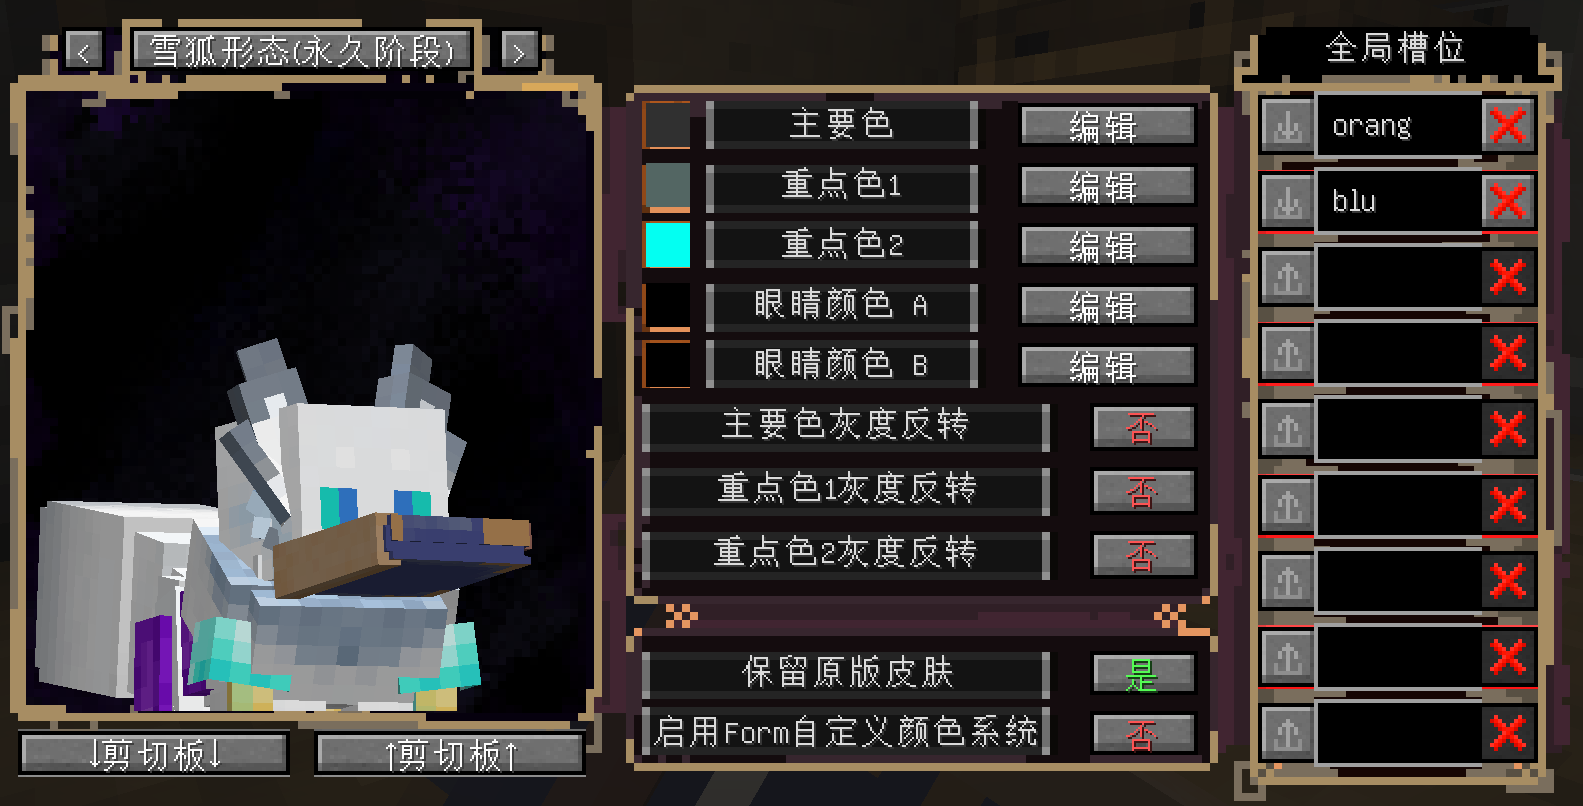 <
雪狐形态(永久阶段)
>
全局槽位
主要色
编辑
重点色1
编辑
重点色2
编辑
眼睛颜色 A
编辑
眼睛颜色 B
编辑
主要色灰度反转
否
重点色1灰度反转
否
重点色2灰度反转
否
保留原版皮肤
是
启用Form自定义颜色系统
否
orang
blu
↓剪切板↓
↑剪切板↑